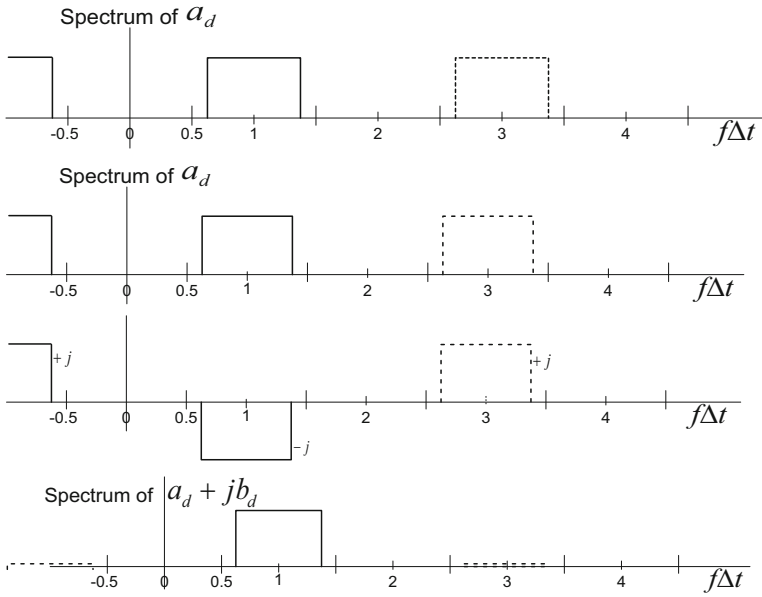 Spectrum of a_d
-0.5 0 0.5 1 2 3 4 fΔt
Spectrum of a_d
-0.5 0 0.5 1 2 3 4 fΔt
+j +j
-0.5 0 0.5 1 2 3 4 fΔt
-j
Spectrum of a_d + jb_d
-0.5 0 0.5 1 2 3 4 fΔt